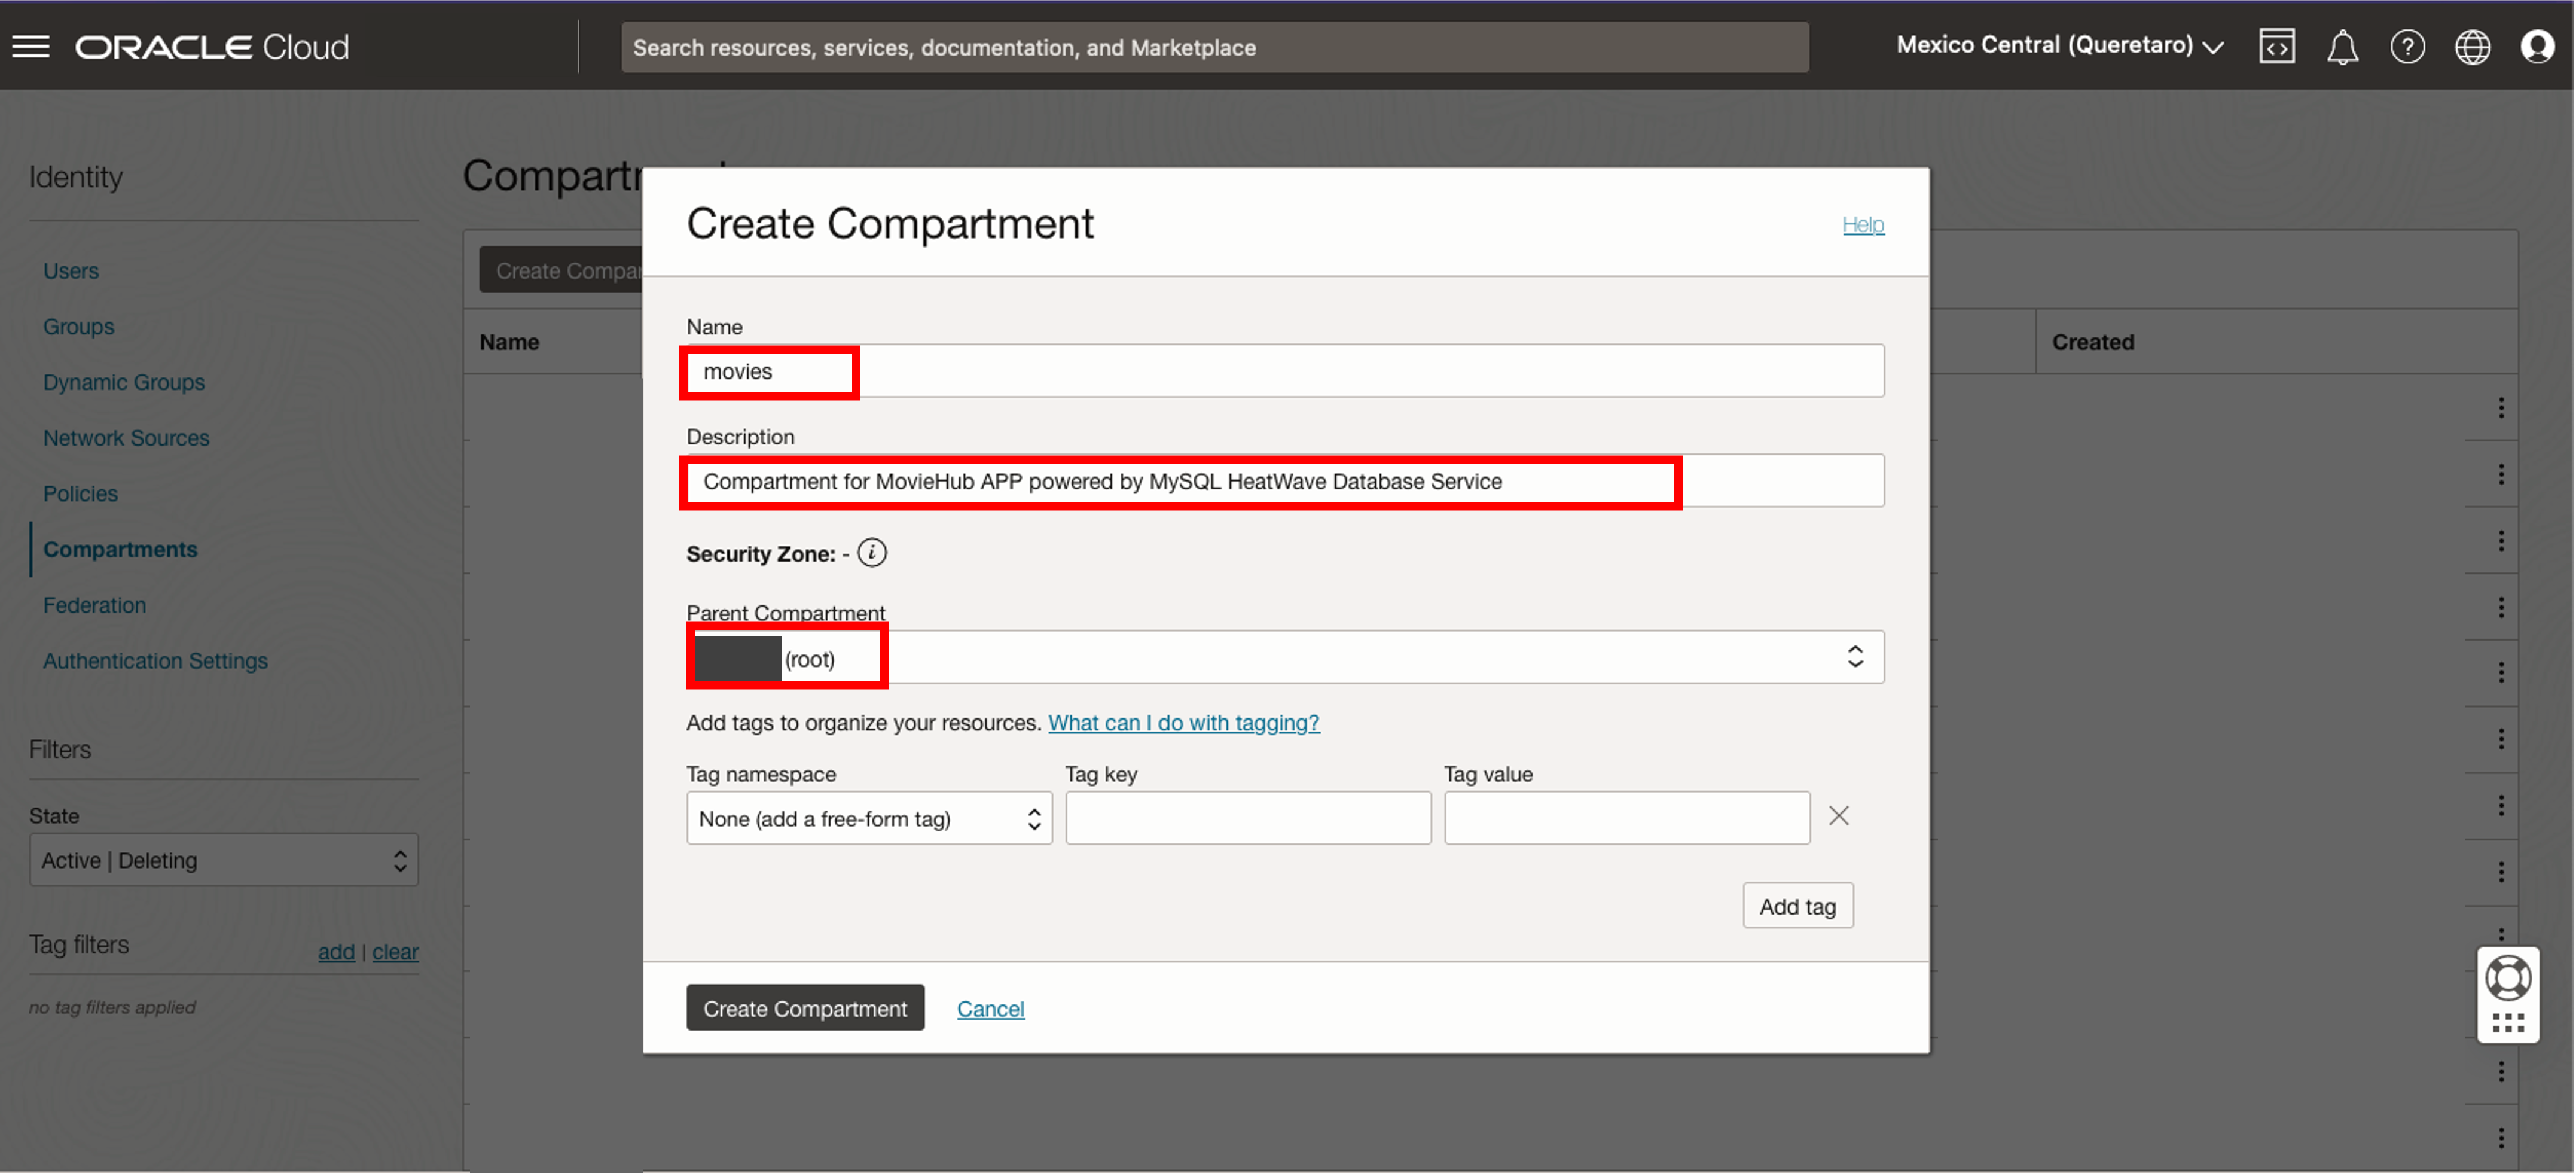 ORACLE Cloud
Search resources, services, documentation, and Marketplace
Mexico Central (Queretaro)
Identity
Users
Groups
Dynamic Groups
Network Sources
Policies
Compartments
Federation
Authentication Settings
Filters
State
Active | Deleting
Tag filters
add | clear
no tag filters applied
Create Compar
Name
Created
Create Compartment
Help
Name
movies
Description
Compartment for MovieHub APP powered by MySQL HeatWave Database Service
Security Zone: -
Parent Compartment
(root)
Add tags to organize your resources. What can I do with tagging?
Tag namespace
Tag key
Tag value
None (add a free-form tag)
Add tag
Create Compartment
Cancel